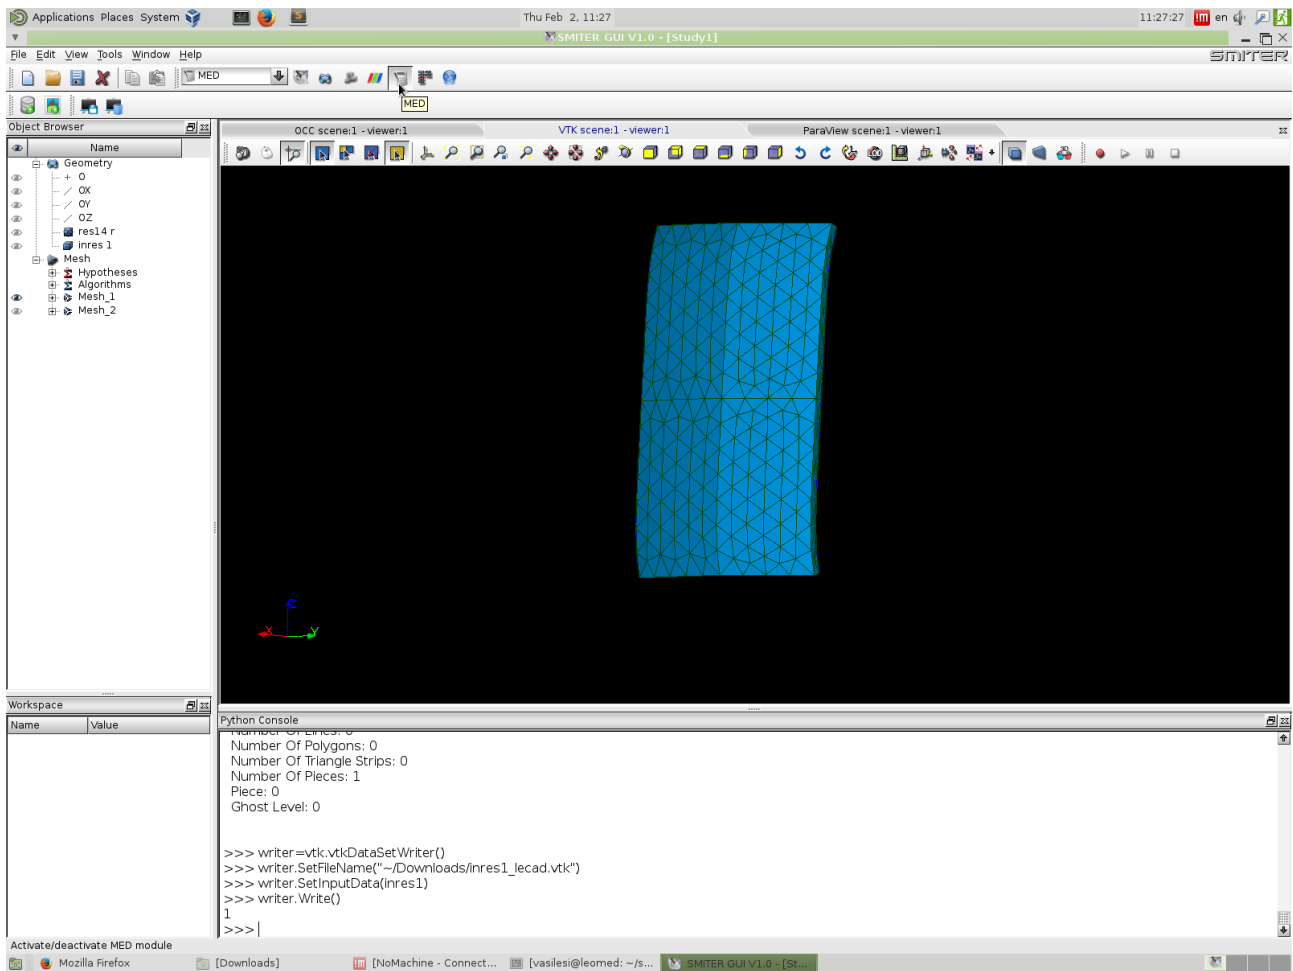 Applications Places System
Thu Feb 2, 11:27
11:27:27
en
SMITER GUI V1.0 - [Study1]
File Edit View Tools Window Help
SMITER
MED
MED
Object Browser
OCC scene:1 - viewer:1
VTK scene:1 - viewer:1
ParaView scene:1 - viewer:1
Name
Geometry
O
OX
OY
OZ
res14 r
inres 1
Mesh
Hypotheses
Algorithms
Mesh_1
Mesh_2
X
Y
Workspace
Name Value
Python Console
Number Of Lines: 0
Number Of Polygons: 0
Number Of Triangle Strips: 0
Number Of Pieces: 1
Piece: 0
Ghost Level: 0
>>> writer=vtk.vtkDataSetWriter()
>>> writer.SetFileName("~/Downloads/inres1_lecad.vtk")
>>> writer.SetInputData(inres1)
>>> writer.Write()
1
>>>
Activate/deactivate MED module
Mozilla Firefox
[Downloads]
[NoMachine - Connect...
[vasilesi@leomed: ~/s...
SMITER GUI V1.0 - [St...